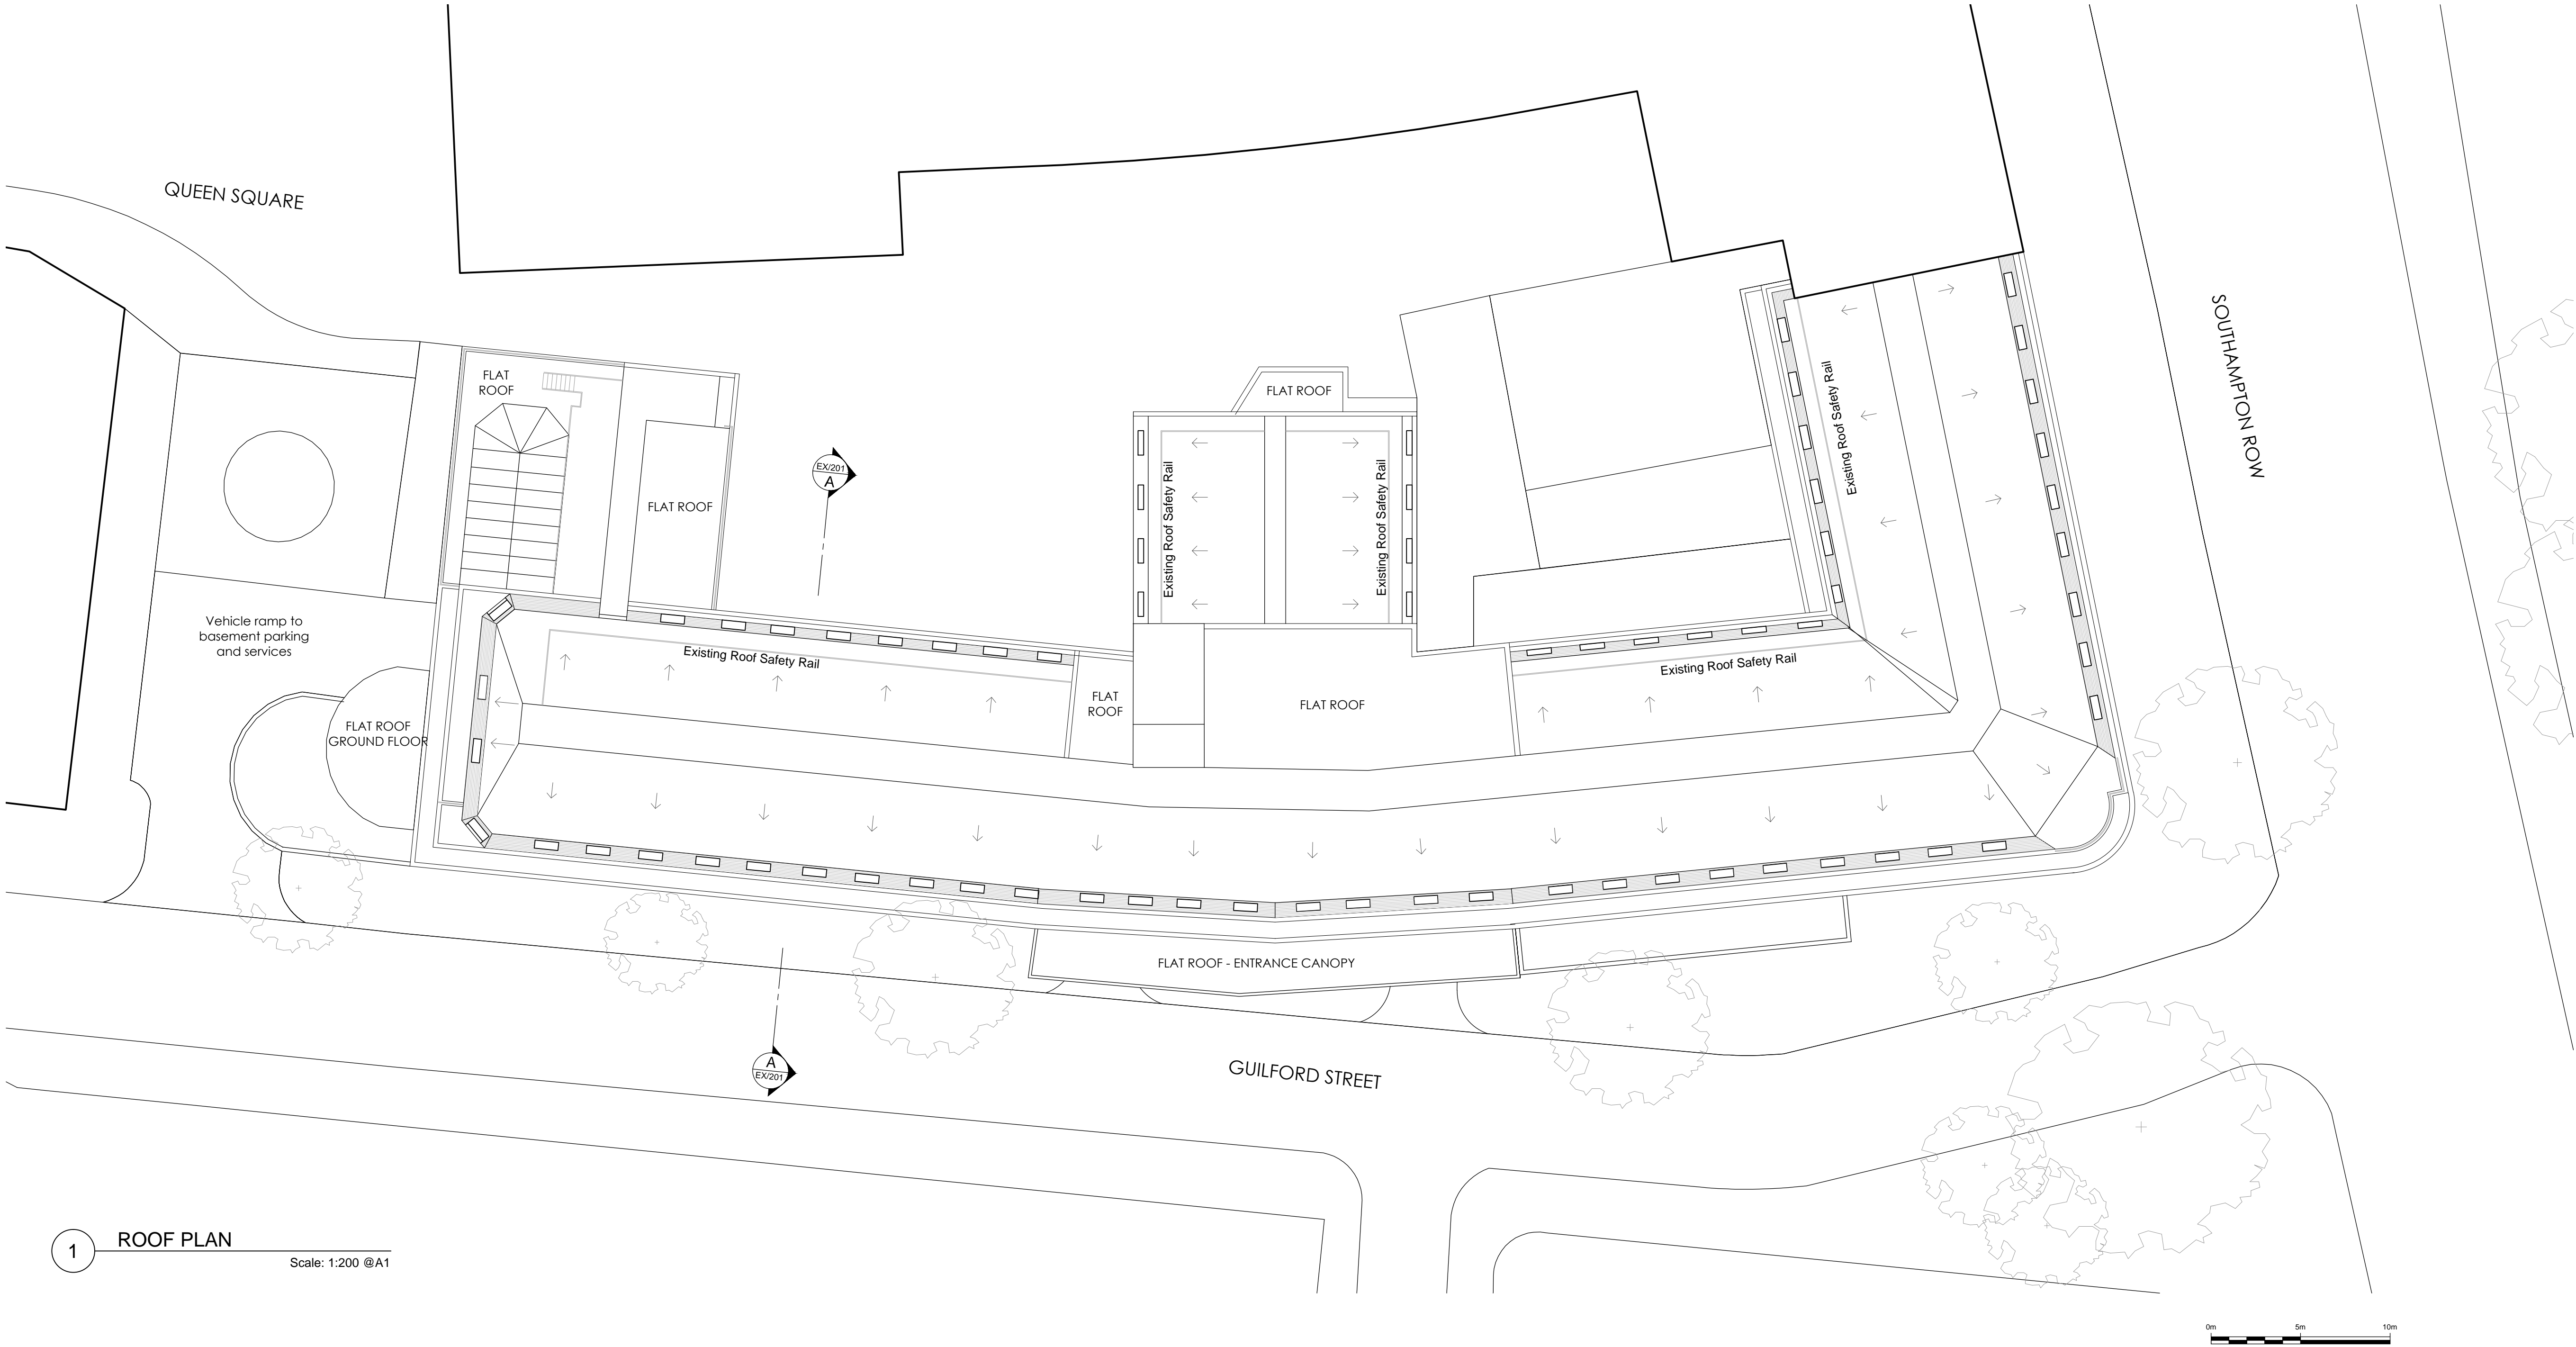 QUEEN SQUARE
SOUTHAMPTON ROW
FLAT
ROOF
FLAT ROOF
Existing Roof Safety Rail
EX/201
A
Existing Roof Safety Rail
Existing Roof Safety Rail
FLAT ROOF
Vehicle ramp to
basement parking
and services
Existing Roof Safety Rail
Existing Roof Safety Rail
FLAT
ROOF
FLAT ROOF
FLAT ROOF
GROUND FLOOR
FLAT ROOF - ENTRANCE CANOPY
A
EX/201
GUILFORD STREET
1
ROOF PLAN
Scale: 1:200 @A1
0m
5m
10m